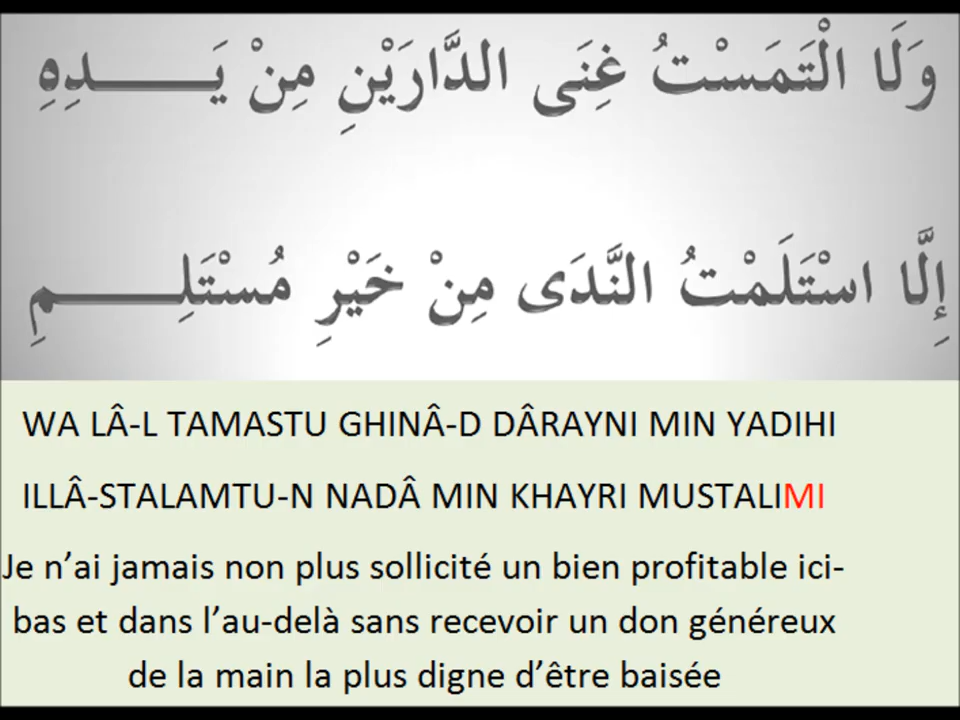 وَلَا الْتَمَسْتُ غِنَى الدَّارَيْنِ مِنْ يَـــــدِهِ
إِلَّا اسْتَلَمْتُ النَّدَى مِنْ خَيْرِ مُسْتَلِـــــمِ
WA LÂ-L TAMASTU GHINÂ-D DÂRAYNI MIN YADIHI
ILLÂ-STALAMTU-N NADÂ MIN KHAYRI MUSTALIMI
Je n’ai jamais non plus sollicité un bien profitable ici-
bas et dans l’au-delà sans recevoir un don généreux
de la main la plus digne d’être baisée